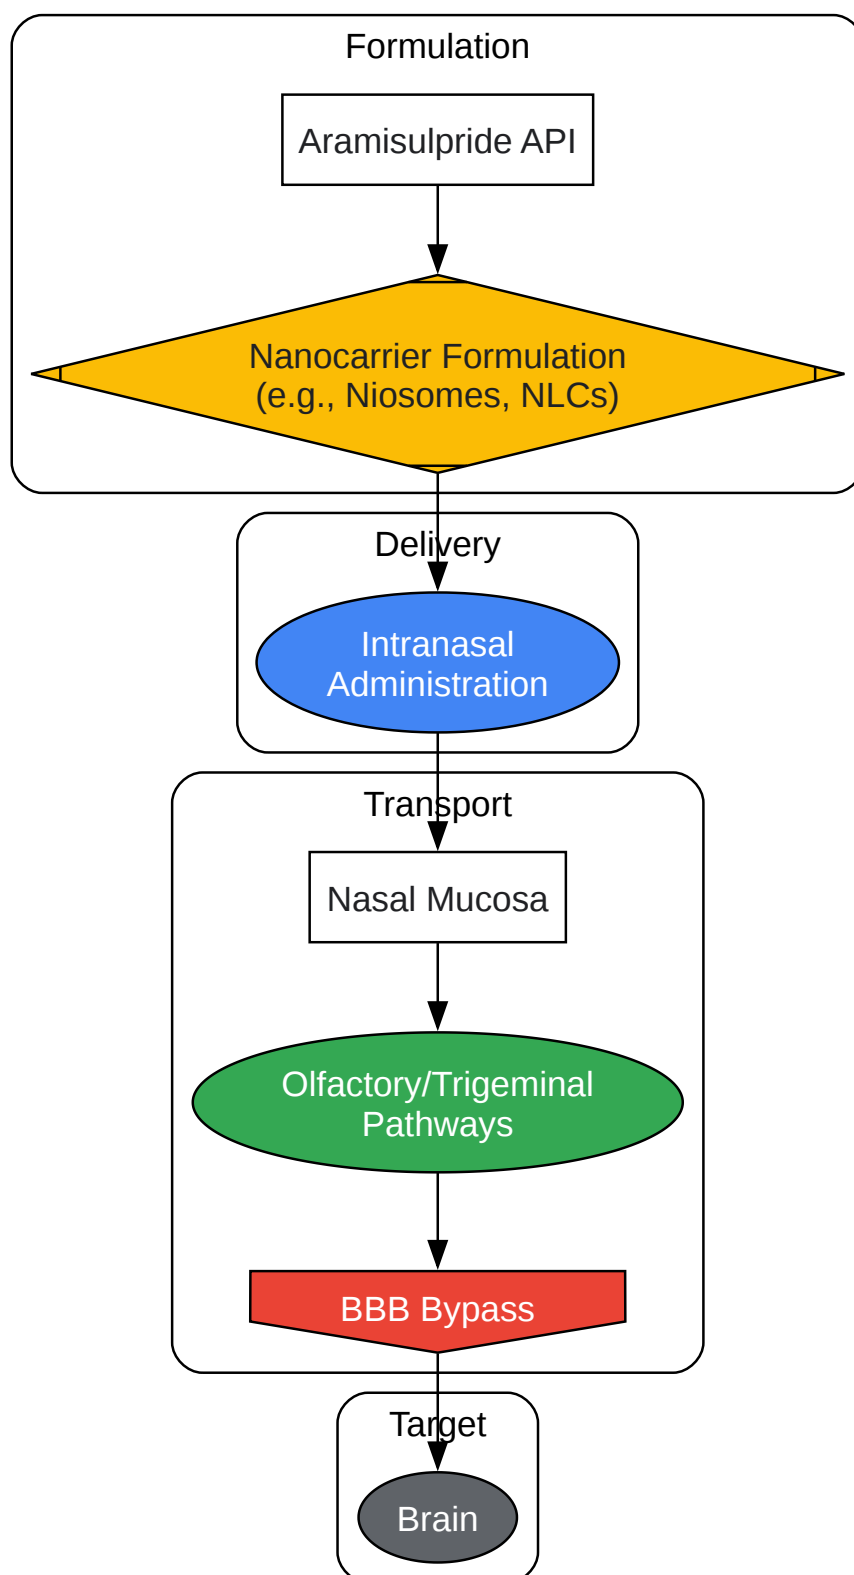 Formulation
Aramisulpride API
Nanocarrier Formulation
(e.g., Niosomes, NLCs)
Delivery
Intranasal
Administration
Transport
Nasal Mucosa
Olfactory/Trigeminal
Pathways
BBB Bypass
Target
Brain